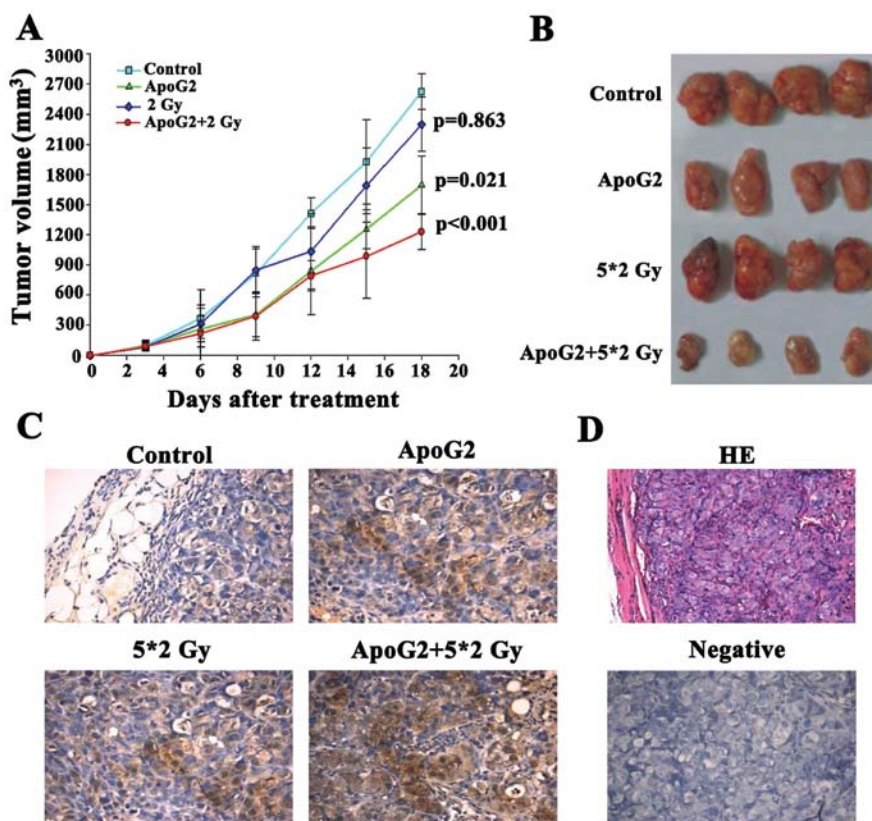 A
Tumor volume (mm³)
3000
2700
2400
2100
1800
1500
1200
900
600
300
0
0 2 4 6 8 10 12 14 16 18 20
Days after treatment
Control
ApoG2
2 Gy
ApoG2+2 Gy
p=0.863
p=0.021
p<0.001
B
Control
ApoG2
5*2 Gy
ApoG2+5*2 Gy
C
Control
ApoG2
5*2 Gy
ApoG2+5*2 Gy
D
HE
Negative